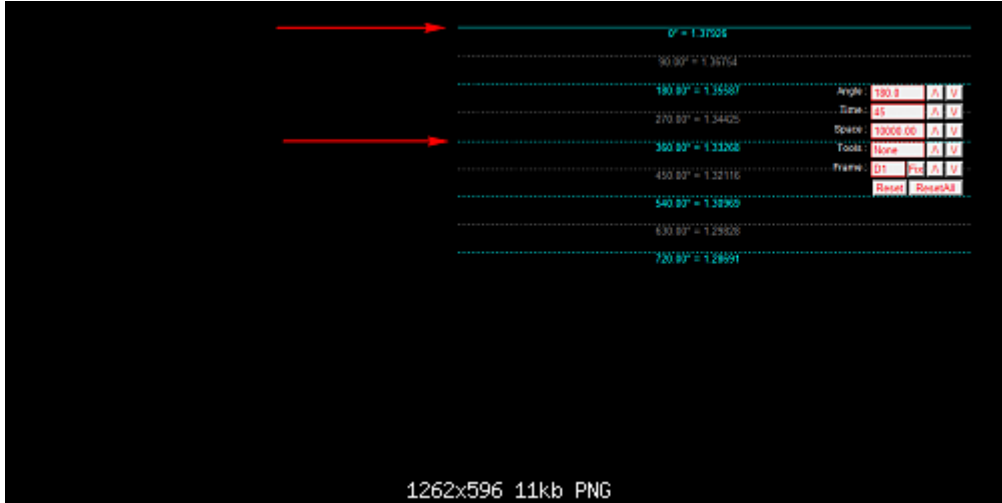 0° = 1.37926
90.00° = 1.36754
180.00° = 1.35587
270.00° = 1.34425
360.00° = 1.33268
450.00° = 1.32116
540.00° = 1.30969
630.00° = 1.29828
720.00° = 1.28691
Angle: 180.0 Λ V
Time: 45 Λ V
Space: 10000.00 Λ V
Tools: None Λ V
Frame: D1 Λ V
Reset ResetAll
1262x596 11kb PNG